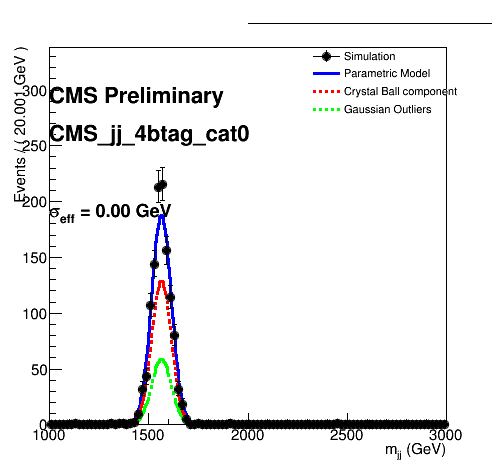 Simulation
Parametric Model
Crystal Ball component
Gaussian Outliers
CMS Preliminary
CMS_jj_4btag_cat0
σeff = 0.00 GeV
Events / ( 20.001 GeV )
300
250
200
150
100
50
0
1000 1500 2000 2500 3000
mjj (GeV)